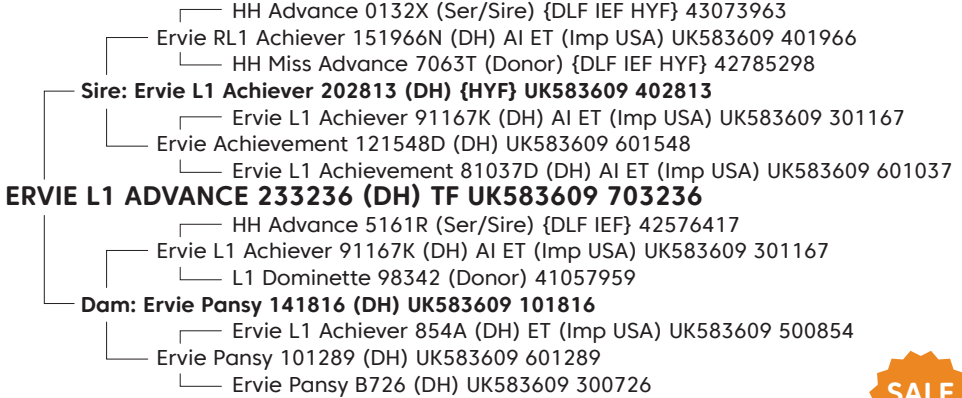 HH Advance 0132X (Ser/Sire) {DLF IEF HYF} 43073963
Ervie RL1 Achiever 151966N (DH) AI ET (Imp USA) UK583609 401966
HH Miss Advance 7063T (Donor) {DLF IEF HYF} 42785298
Sire: Ervie L1 Achiever 202813 (DH) {HYF} UK583609 402813
Ervie L1 Achiever 91167K (DH) AI ET (Imp USA) UK583609 301167
Ervie Achievement 121548D (DH) UK583609 601548
Ervie L1 Achievement 81037D (DH) AI ET (Imp USA) UK583609 601037
ERVIE L1 ADVANCE 233236 (DH) TF UK583609 703236
HH Advance 5161R (Ser/Sire) {DLF IEF} 42576417
Ervie L1 Achiever 91167K (DH) AI ET (Imp USA) UK583609 301167
L1 Dominette 98342 (Donor) 41057959
Dam: Ervie Pansy 141816 (DH) UK583609 101816
Ervie L1 Achiever 854A (DH) ET (Imp USA) UK583609 500854
Ervie Pansy 101289 (DH) UK583609 601289
Ervie Pansy B726 (DH) UK583609 300726
SALE